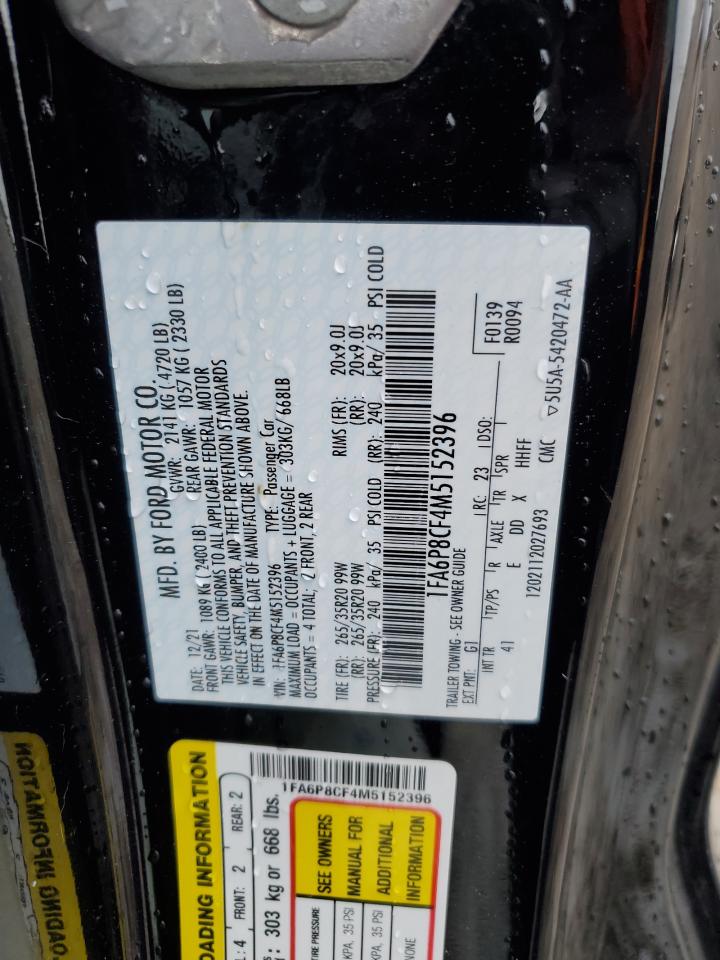 MFD. BY FORD MOTOR CO.
DATE: 12/21 GVWR: 2141 KG ( 4720 LB)
FRONT GAWR: 1089 KG ( 2400 LB) REAR GAWR: 1057 KG ( 2330 LB)
THIS VEHICLE CONFORMS TO ALL APPLICABLE FEDERAL MOTOR
VEHICLE SAFETY, BUMPER, AND THEFT PREVENTION STANDARDS
IN EFFECT ON THE DATE OF MANUFACTURE SHOWN ABOVE.
VIN: 1FA6P8CF4M5152396 TYPE: Passenger Car
MAXIMUM LOAD = OCCUPANTS + LUGGAGE = 303KG/ 668LB
OCCUPANTS = 4 TOTAL; 2 FRONT, 2 REAR
TIRE (FR): 265/35R20 99W RIMS (FR): 20x9.0J
(RR): 265/35R20 99W (RR): 20x9.0J
PRESSURE (FR): 240 kPa/ 35 PSI COLD (RR): 240 kPa/ 35 PSI COLD
1FA6P8CF4M5152396
TRAILER TOWING - SEE OWNER GUIDE
EXT PNT: G1 RC: 23 DSO: F0139
R0094
INT TR TP/PS R AXLE TR SPR
41 E DD X HHFF
1202112027693 CMC ▽5U5A-5420472-AA
OADING INFORMATION
L : 4 FRONT: 2 REAR: 2
: 303 kg or 668 lbs.
1FA6P8CF4M5152396
TIRE PRESSURE SEE OWNERS
KPA, 35 PSI MANUAL FOR
KPA, 35 PSI ADDITIONAL
NONE INFORMATION
OADING INFORMATION